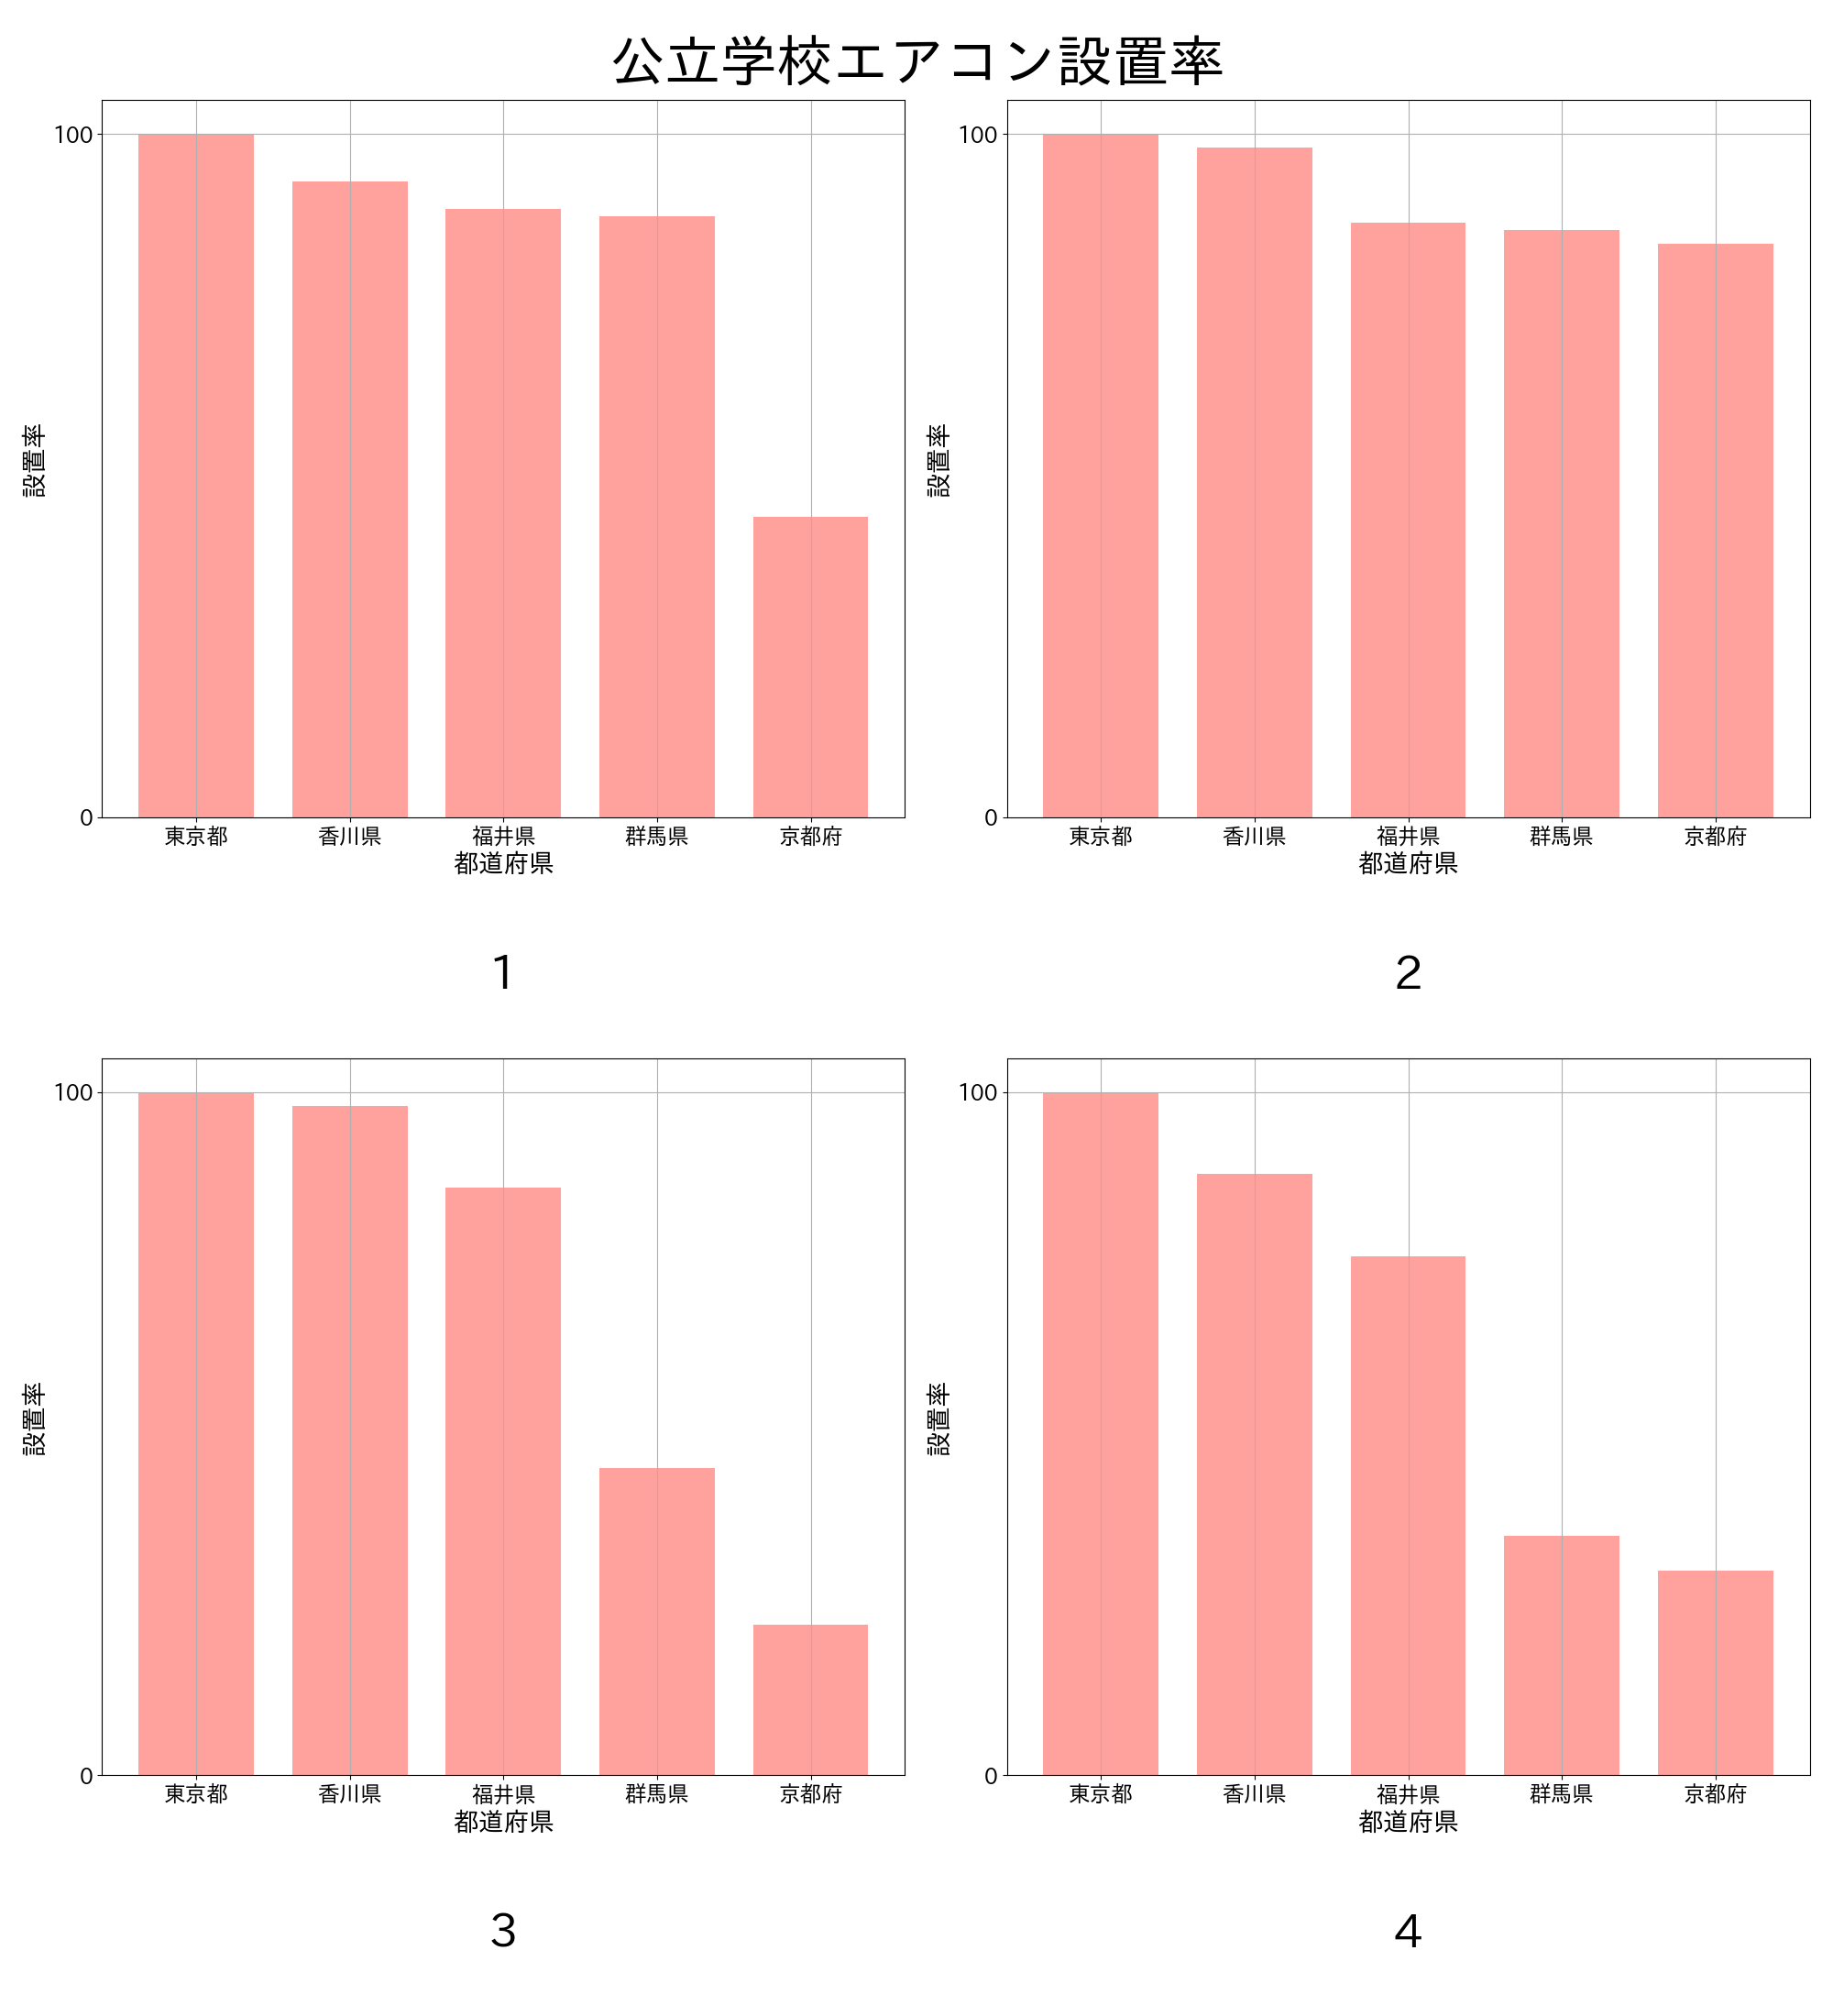 公立学校エアコン設置率
100
0
設置率
東京都 香川県 福井県 群馬県 京都府
都道府県
1
100
0
設置率
東京都 香川県 福井県 群馬県 京都府
都道府県
2
100
0
設置率
東京都 香川県 福井県 群馬県 京都府
都道府県
3
100
0
設置率
東京都 香川県 福井県 群馬県 京都府
都道府県
4